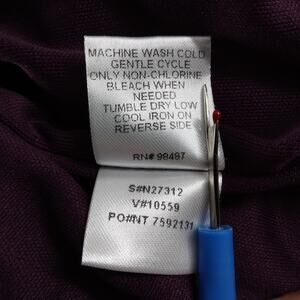 MACHINE WASH COLD
GENTLE CYCLE
ONLY NON-CHLORINE
BLEACH WHEN
NEEDED
TUMBLE DRY LOW
COOL IRON ON
REVERSE SIDE
RN# 98487
S#N27312
V#10559
PO#NT 7592131